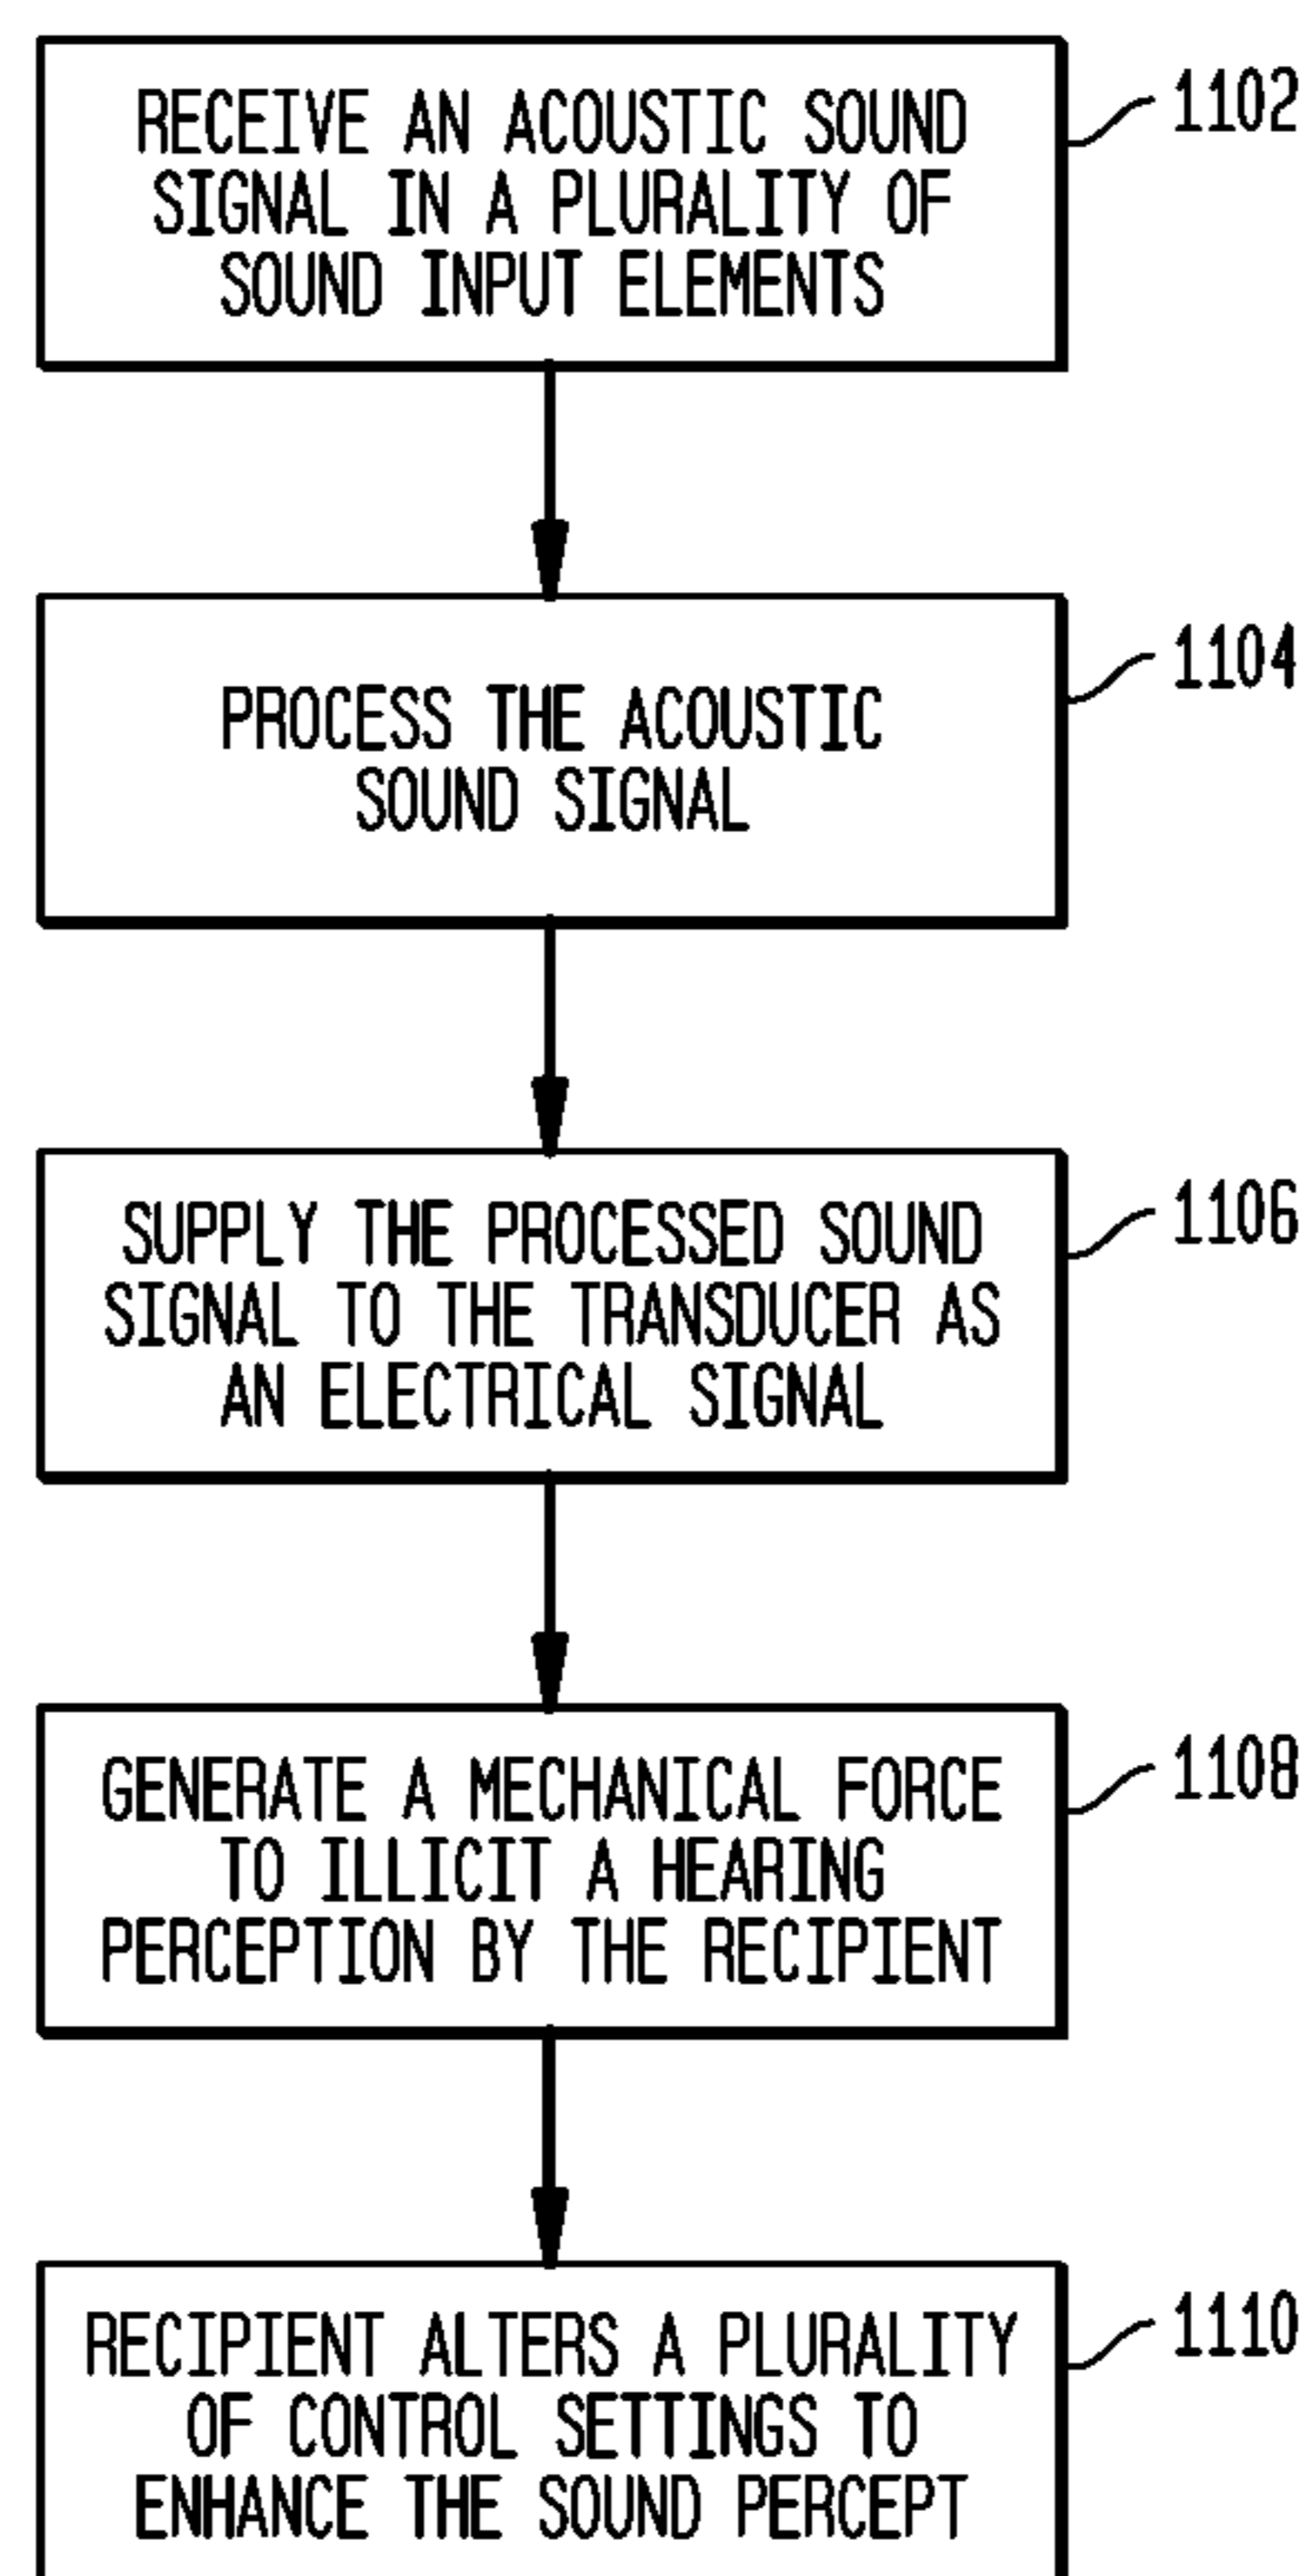 RECEIVE AN ACOUSTIC SOUND
SIGNAL IN A PLURALITY OF
SOUND INPUT ELEMENTS
1102
PROCESS THE ACOUSTIC
SOUND SIGNAL
1104
SUPPLY THE PROCESSED SOUND
SIGNAL TO THE TRANSDUCER AS
AN ELECTRICAL SIGNAL
1106
GENERATE A MECHANICAL FORCE
TO ILLICIT A HEARING
PERCEPTION BY THE RECIPIENT
1108
RECIPIENT ALTERS A PLURALITY
OF CONTROL SETTINGS TO
ENHANCE THE SOUND PERCEPT
1110